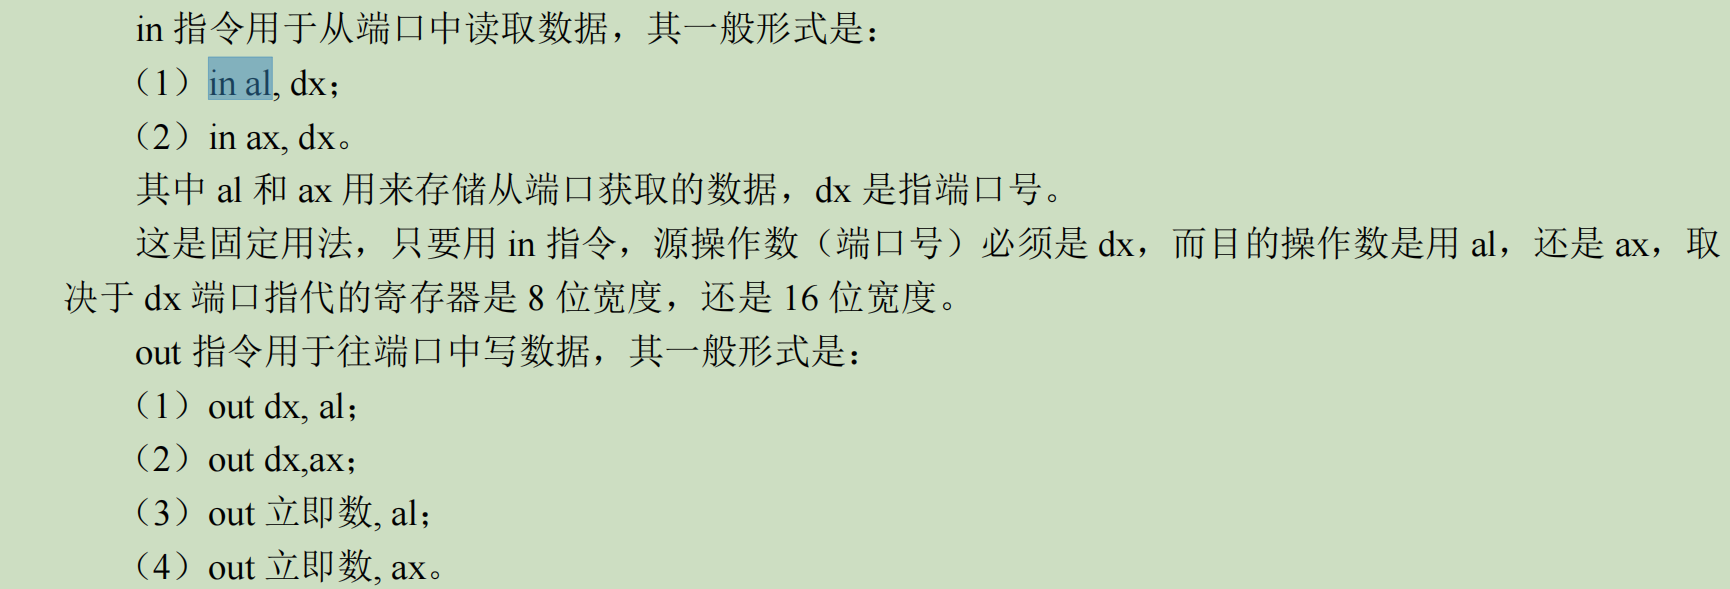 in 指令用于从端口中读取数据，其一般形式是：
（1）in al, dx；
（2）in ax, dx。
其中 al 和 ax 用来存储从端口获取的数据，dx 是指端口号。
这是固定用法，只要用 in 指令，源操作数（端口号）必须是 dx，而目的操作数是用 al，还是 ax，取
决于 dx 端口指代的寄存器是 8 位宽度，还是 16 位宽度。
out 指令用于往端口中写数据，其一般形式是：
（1）out dx, al；
（2）out dx,ax；
（3）out 立即数, al；
（4）out 立即数, ax。